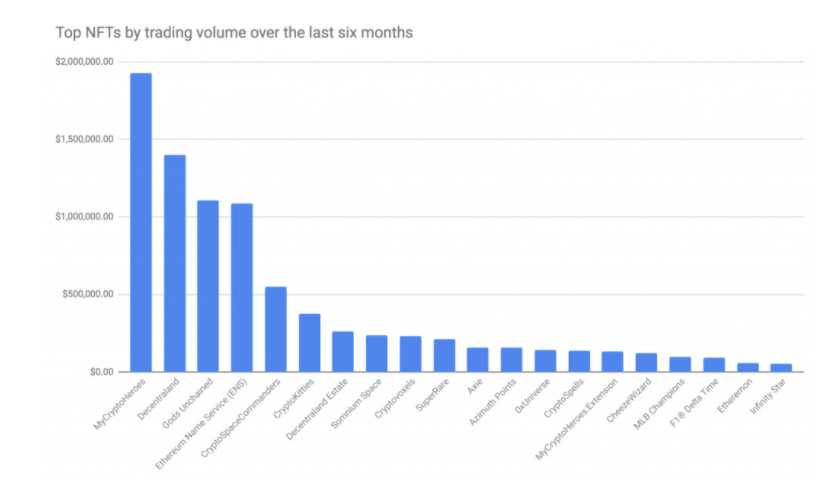 Top NFTs by trading volume over the last six months
$2,000,000.00
$1,500,000.00
$1,000,000.00
$500,000.00
$0.00
MyCryptoHeroes
Decentraland
Gods Unchained
Ethereum Name Service (ENS)
CryptoSpaceCommanders
CryptoKitties
Decentraland Estate
Somnium Space
Cryptovoxels
SuperRare
Axie
Azimuth Points
0xUniverse
CryptoSpells
MyCryptoHeroes:Extension
CheezeWizard
MLB Champions
F1® Delta Time
Etheremon
Infinity Star